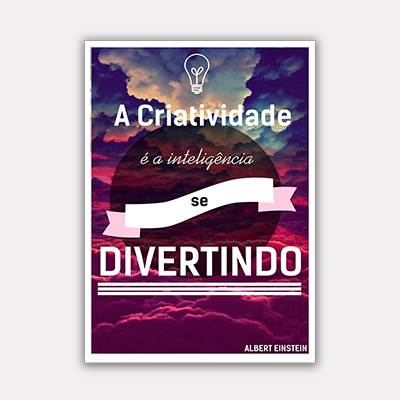 A Criatividade
é a inteligência
se
DIVERTINDO
ALBERT EINSTEIN